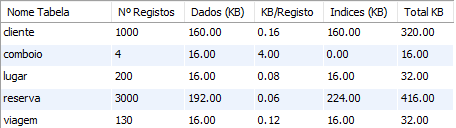 Nome Tabela Nº Registos Dados (KB) KB/Registo Indices (KB) Total KB
cliente 1000 160.00 0.16 160.00 320.00
comboio 4 16.00 4.00 0.00 16.00
lugar 200 16.00 0.08 16.00 32.00
reserva 3000 192.00 0.06 224.00 416.00
viagem 130 16.00 0.12 16.00 32.00